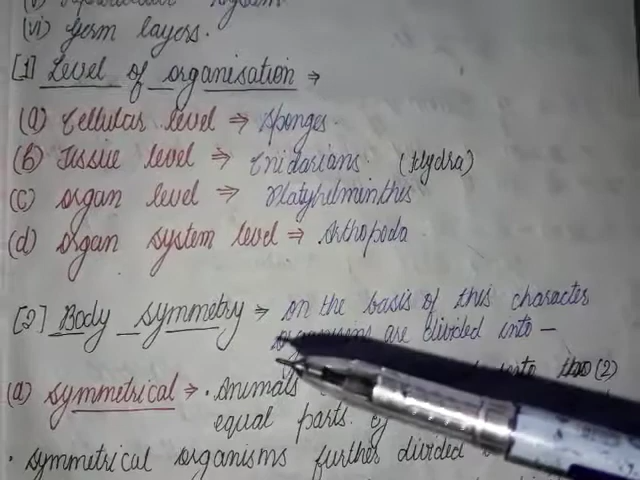 (vi) Germ layers.
[1] Level of organisation →
(a) Cellular level ⇒ Sponges.
(b) Tissue level ⇒ Cnidarians. (Hydra)
(c) organ level ⇒ Platyhelminthis
(d) organ system level ⇒ Arthopoda
[2] Body symmetry ⇒ on the basis of this character
organisms are divided into —
into two (2)
(a) Symmetrical → · Animals
equal parts.
· Symmetrical organisms further divided